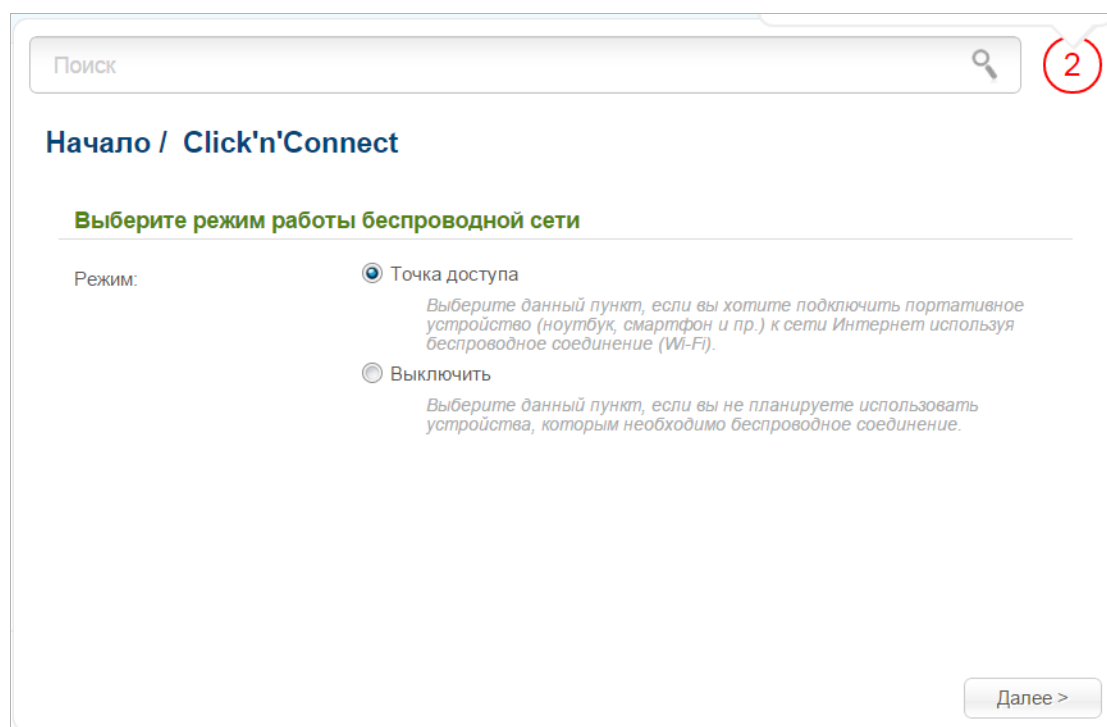 Поиск
2
Начало / Click'n'Connect
Выберите режим работы беспроводной сети
Режим:
Точка доступа
Выберите данный пункт, если вы хотите подключить портативное
устройство (ноутбук, смартфон и пр.) к сети Интернет используя
беспроводное соединение (Wi-Fi).
Выключить
Выберите данный пункт, если вы не планируете использовать
устройства, которым необходимо беспроводное соединение.
Далее >